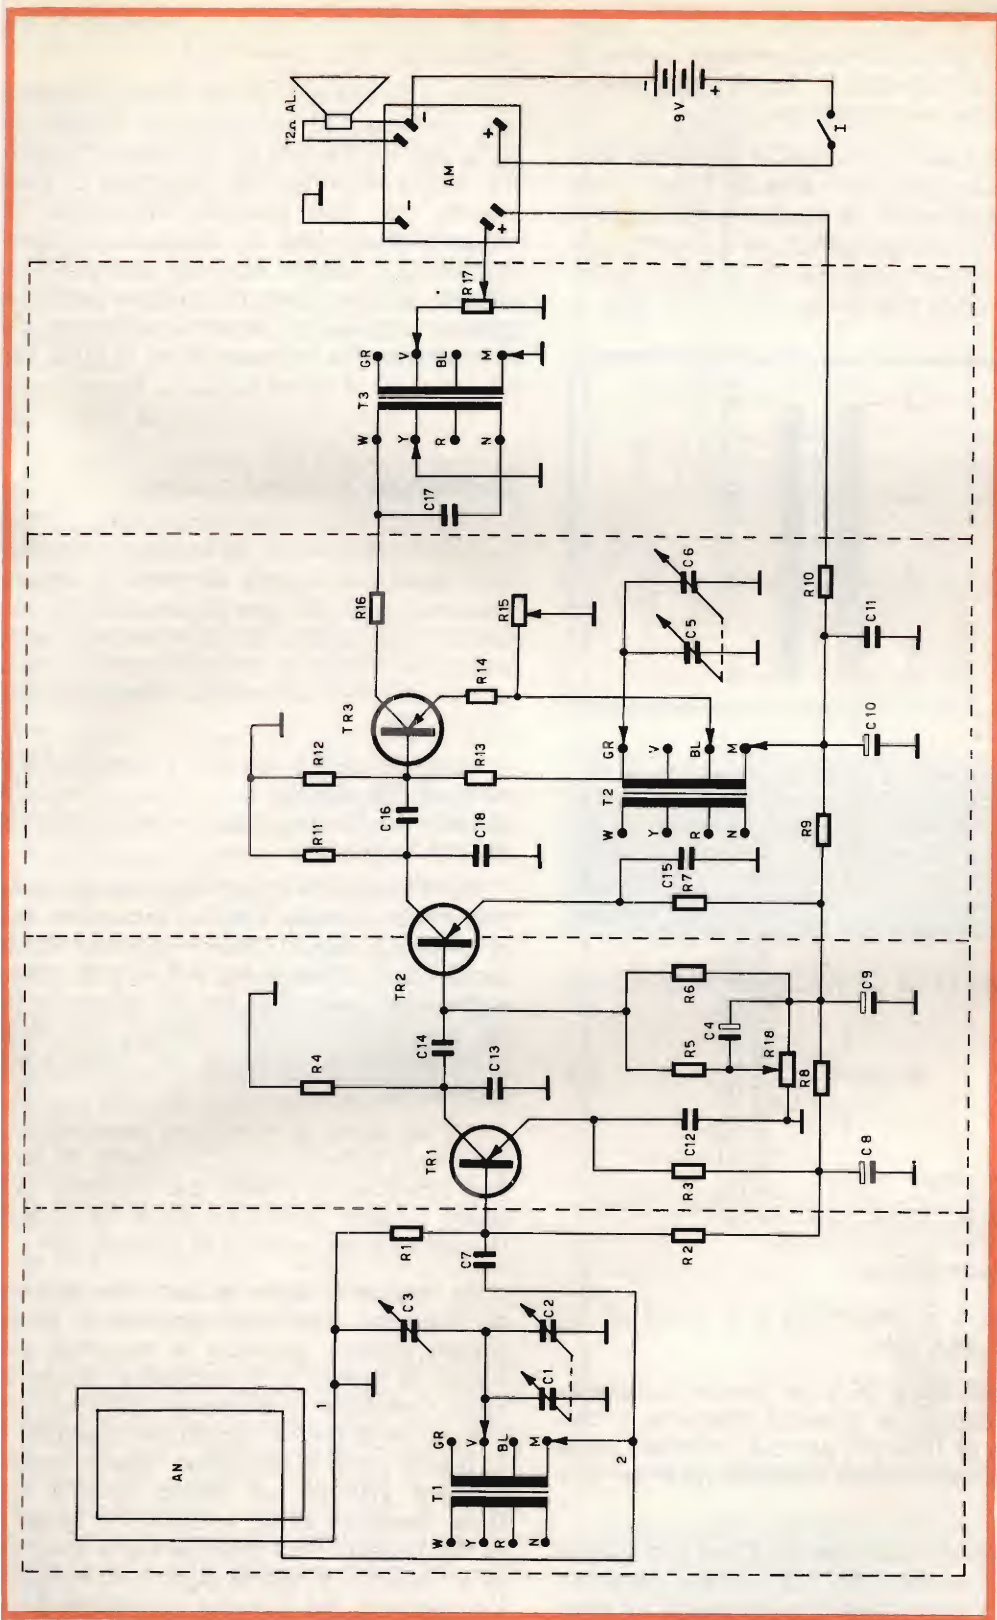 AN
1
2
T1
W
Y
R
N
GR
V
BL
M
C3
C1
C2
C7
R1
R2
TR1
R3
C12
C8
R4
C14
C13
R5
C4
R6
R18
R8
C9
TR2
R11
C16
C18
C15
R7
R9
R12
R13
TR3
R14
R15
R16
T2
W
Y
R
N
GR
V
BL
M
C5
C6
C10
C11
R10
C17
T3
W
Y
R
N
GR
V
BL
M
R17
AM
-
+
-
+
12Ω AL.
-
9V
+
I